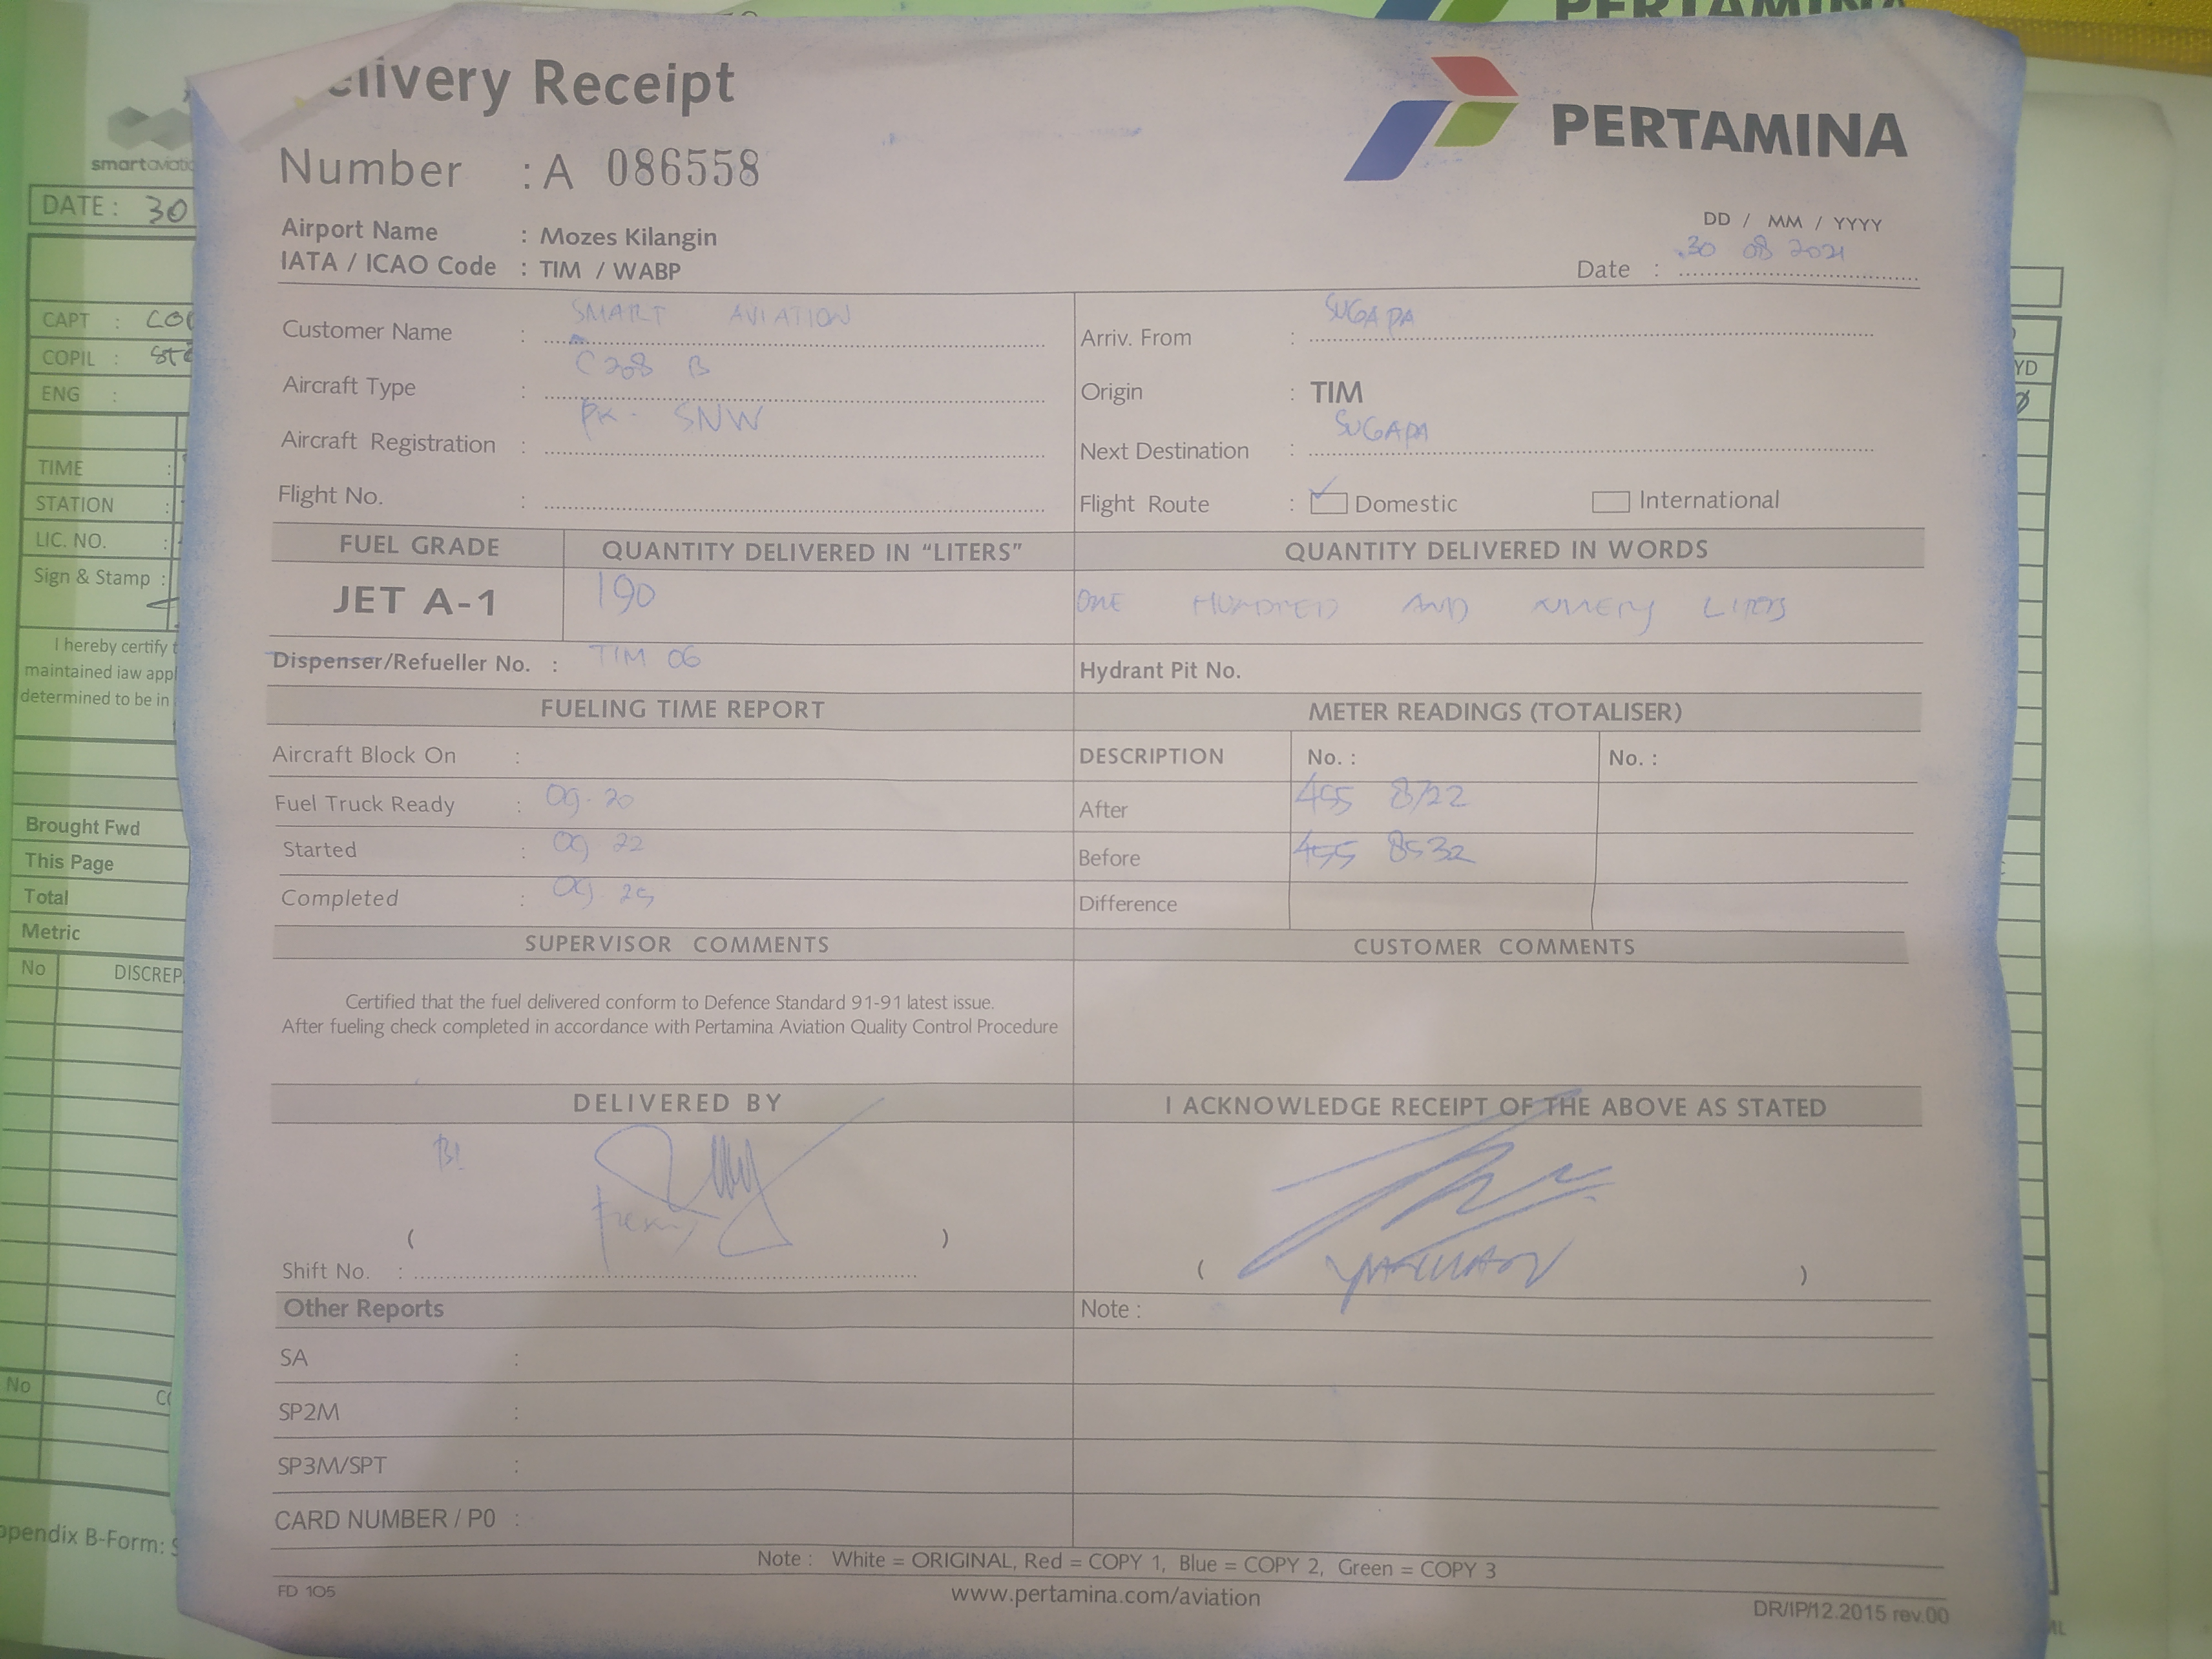 PERTAMINA
elivery Receipt
PERTAMINA
Number : A 086558
Airport Name : Mozes Kilangin
IATA / ICAO Code : TIM / WABP
DD / MM / YYYY
Date : 30 08 2021
Customer Name : SMART AVIATION
Arriv. From : SUGAPA
Aircraft Type : C 208 B
Origin : TIM
Aircraft Registration : PK - SNW
Next Destination : SUGAPA
Flight No. :
Flight Route : Domestic International
FUEL GRADE QUANTITY DELIVERED IN "LITERS" QUANTITY DELIVERED IN WORDS
JET A-1 190 ONE HUNDRED AND NINETY LITERS
Dispenser/Refueller No. : TIM 06 Hydrant Pit No.
FUELING TIME REPORT METER READINGS (TOTALISER)
Aircraft Block On : DESCRIPTION No. : No. :
Fuel Truck Ready : 09.20 After 455 8722
Started : 09 22 Before 455 8532
Completed : 09 Difference
SUPERVISOR COMMENTS CUSTOMER COMMENTS
Certified that the fuel delivered conform to Defence Standard 91-91 latest issue.
After fueling check completed in accordance with Pertamina Aviation Quality Control Procedure
DELIVERED BY I ACKNOWLEDGE RECEIPT OF THE ABOVE AS STATED
( ) ( )
Shift No. :
Other Reports Note :
SA :
SP2M :
SP3M/SPT :
CARD NUMBER / P0 :
Note : White = ORIGINAL, Red = COPY 1, Blue = COPY 2, Green = COPY 3
FD 105
www.pertamina.com/aviation
DR/IP/12.2015 rev.00
smartaviatio
DATE : 30
CAPT :
COPIL :
ENG :
TIME :
STATION :
LIC. NO. :
Sign & Stamp :
I hereby certify
maintained iaw app
determined to be in
Brought Fwd
This Page
Total
Metric
No DISCREP
No
ppendix B-Form:
YD